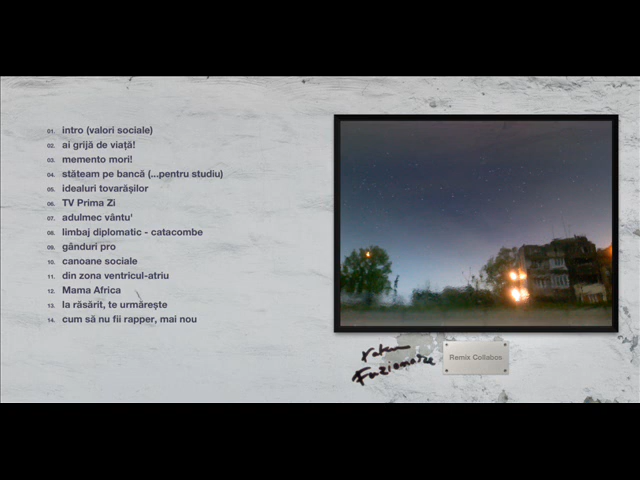 01. intro (valori sociale)
02. ai grijă de viață!
03. memento mori!
04. stăteam pe bancă (...pentru studiu)
05. idealuri tovarășilor
06. TV Prima Zi
07. adulmec vântu'
08. limbaj diplomatic - catacombe
09. gânduri pro
10. canoane sociale
11. din zona ventricul-atriu
12. Mama Africa
13. la răsărit, te urmărește
14. cum să nu fii rapper, mai nou
Remix Collabos